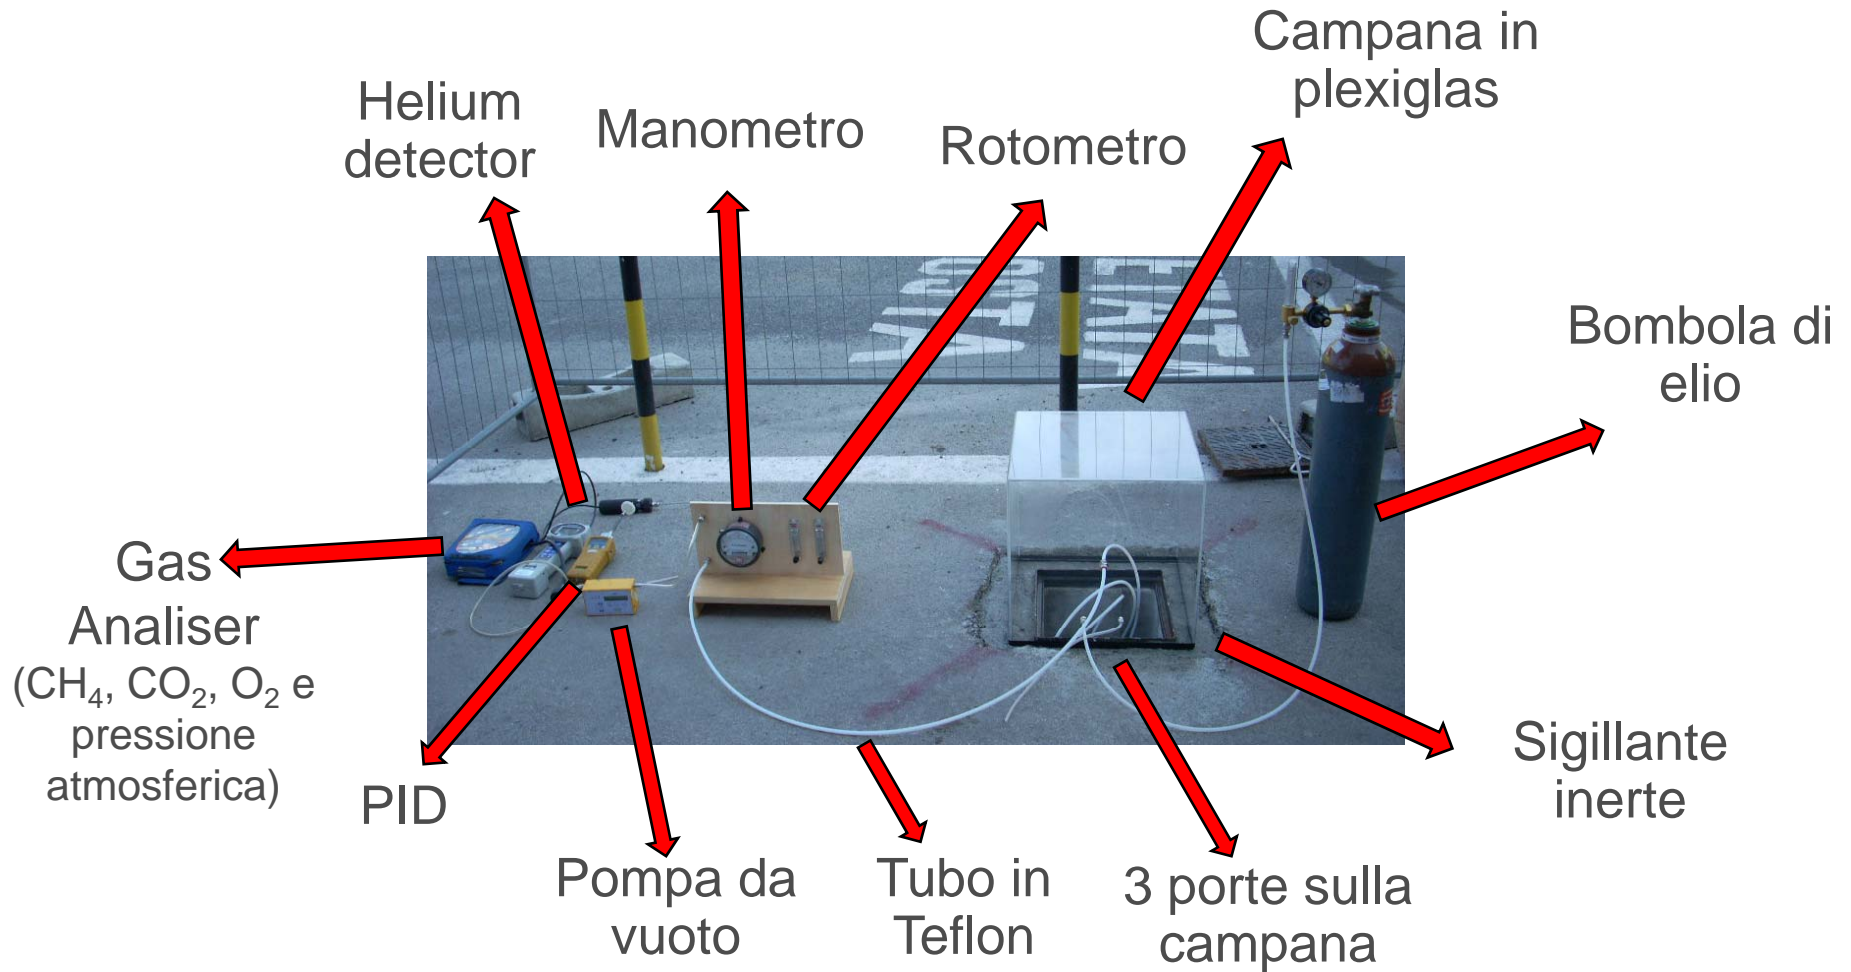 Campana in
plexiglas
Helium
detector
Manometro
Rotometro
Bombola di
elio
Gas
Analiser
(CH₄, CO₂, O₂ e
pressione
atmosferica)
PID
Pompa da
vuoto
Tubo in
Teflon
3 porte sulla
campana
Sigillante
inerte